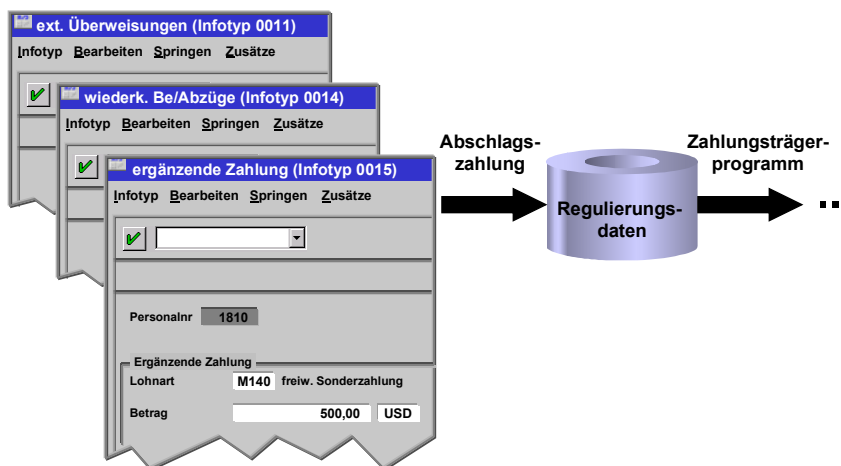 ext. Überweisungen (Infotyp 0011)
Infotyp Bearbeiten Springen Zusätze
wiederk. Be/Abzüge (Infotyp 0014)
Infotyp Bearbeiten Springen Zusätze
ergänzende Zahlung (Infotyp 0015)
Infotyp Bearbeiten Springen Zusätze
Personalnr 1810
Ergänzende Zahlung
Lohnart M140 freiw. Sonderzahlung
Betrag 500,00 USD
Abschlags-
zahlung
Regulierungs-
daten
Zahlungsträger-
programm
..